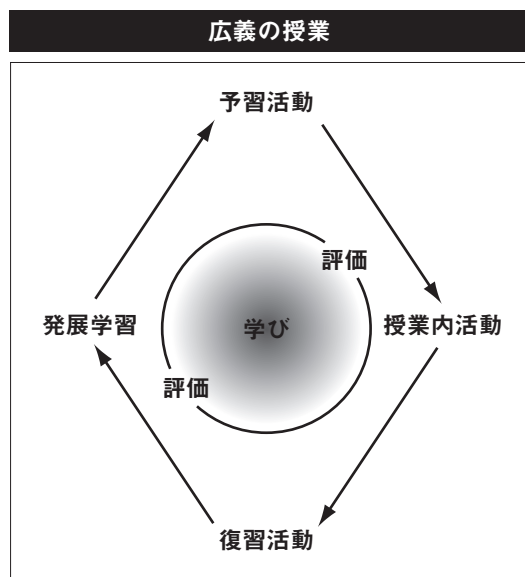 広義の授業
予習活動
評価
発展学習
学び
授業内活動
評価
復習活動